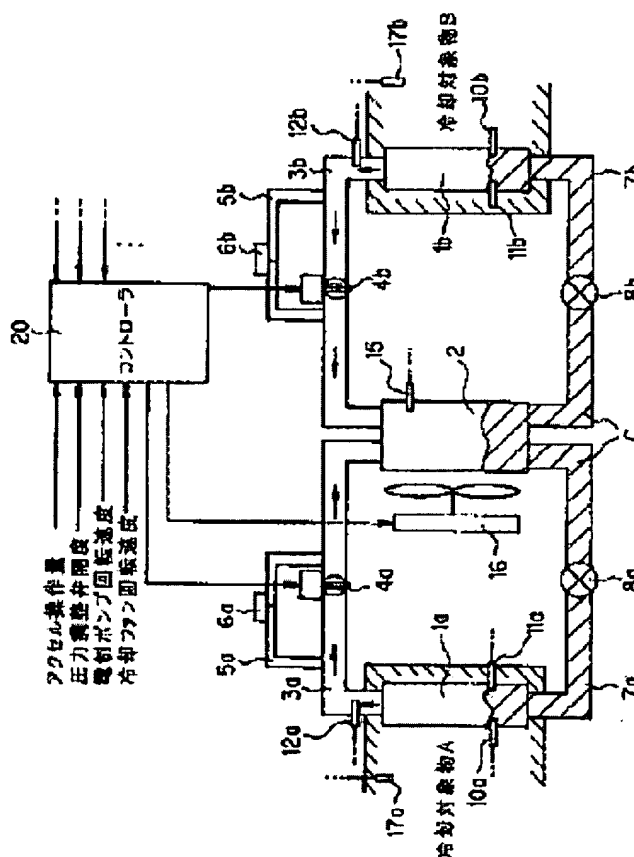 アクセル操作量
圧力調整弁開度
電制ポンプ回転速度
冷却ファン回転速度
20
コントローラ
6a
5a
3a
4a
12a
17a
冷却対象物A
10a
1a
11a
7a
8a
16
15
2
C
6b
5b
3b
4b
12b
17b
冷却対象物B
10b
1b
11b
7b
8b